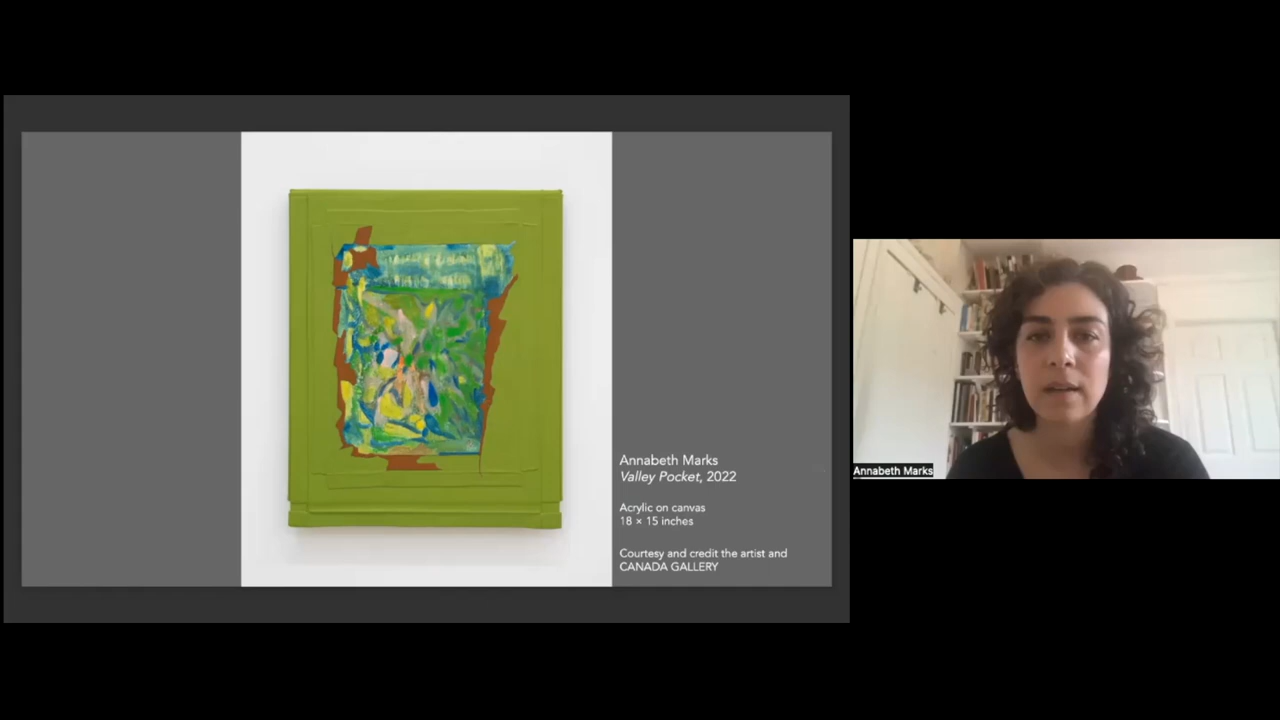 Annabeth Marks
Valley Pocket, 2022
Acrylic on canvas
18 × 15 inches
Courtesy and credit the artist and
CANADA GALLERY
Annabeth Marks